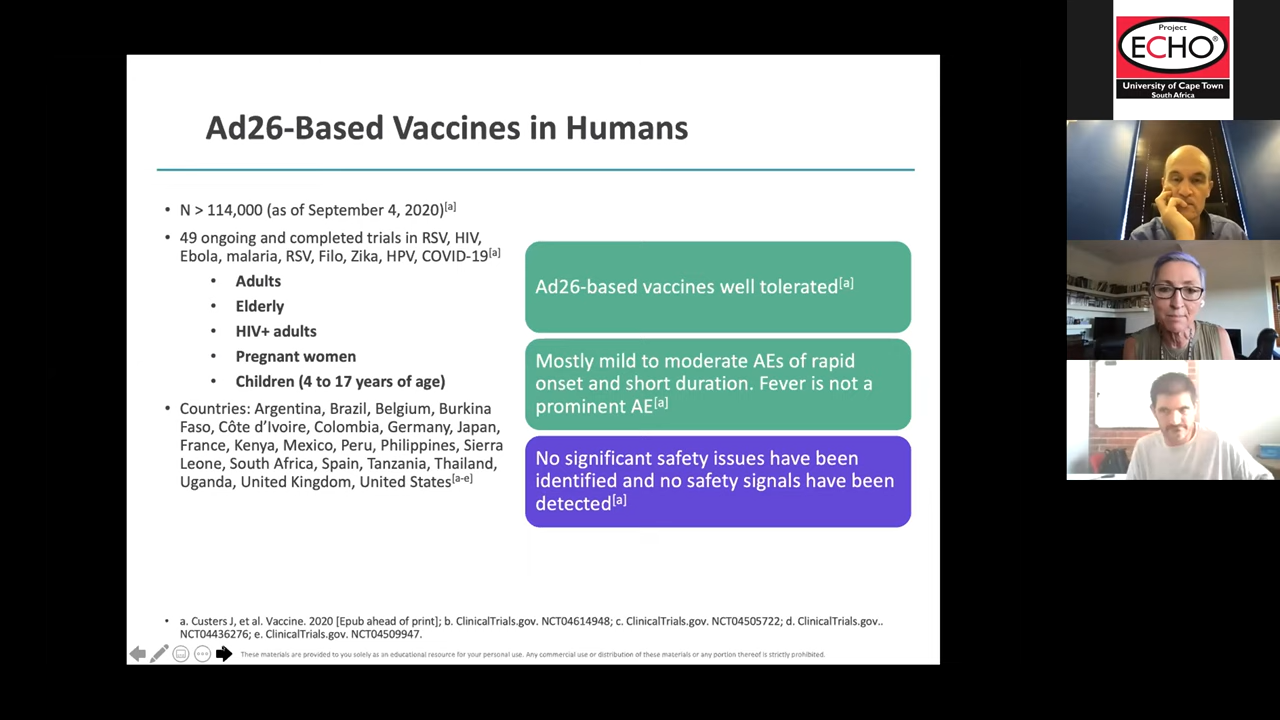 Ad26-Based Vaccines in Humans
• N > 114,000 (as of September 4, 2020)[a]
• 49 ongoing and completed trials in RSV, HIV,
Ebola, malaria, RSV, Filo, Zika, HPV, COVID-19[a]
• Adults
• Elderly
• HIV+ adults
• Pregnant women
• Children (4 to 17 years of age)
• Countries: Argentina, Brazil, Belgium, Burkina
Faso, Côte d’Ivoire, Colombia, Germany, Japan,
France, Kenya, Mexico, Peru, Philippines, Sierra
Leone, South Africa, Spain, Tanzania, Thailand,
Uganda, United Kingdom, United States[a-e]
Ad26-based vaccines well tolerated[a]
Mostly mild to moderate AEs of rapid
onset and short duration. Fever is not a
prominent AE[a]
No significant safety issues have been
identified and no safety signals have been
detected[a]
• a. Custers J, et al. Vaccine. 2020 [Epub ahead of print]; b. ClinicalTrials.gov. NCT04614948; c. ClinicalTrials.gov. NCT04505722; d. ClinicalTrials.gov..
NCT04436276; e. ClinicalTrials.gov. NCT04509947.
These materials are provided to you solely as an educational resource for your personal use. Any commercial use or distribution of these materials or any portion thereof is strictly prohibited.
Project
ECHO®
University of Cape Town
South Africa